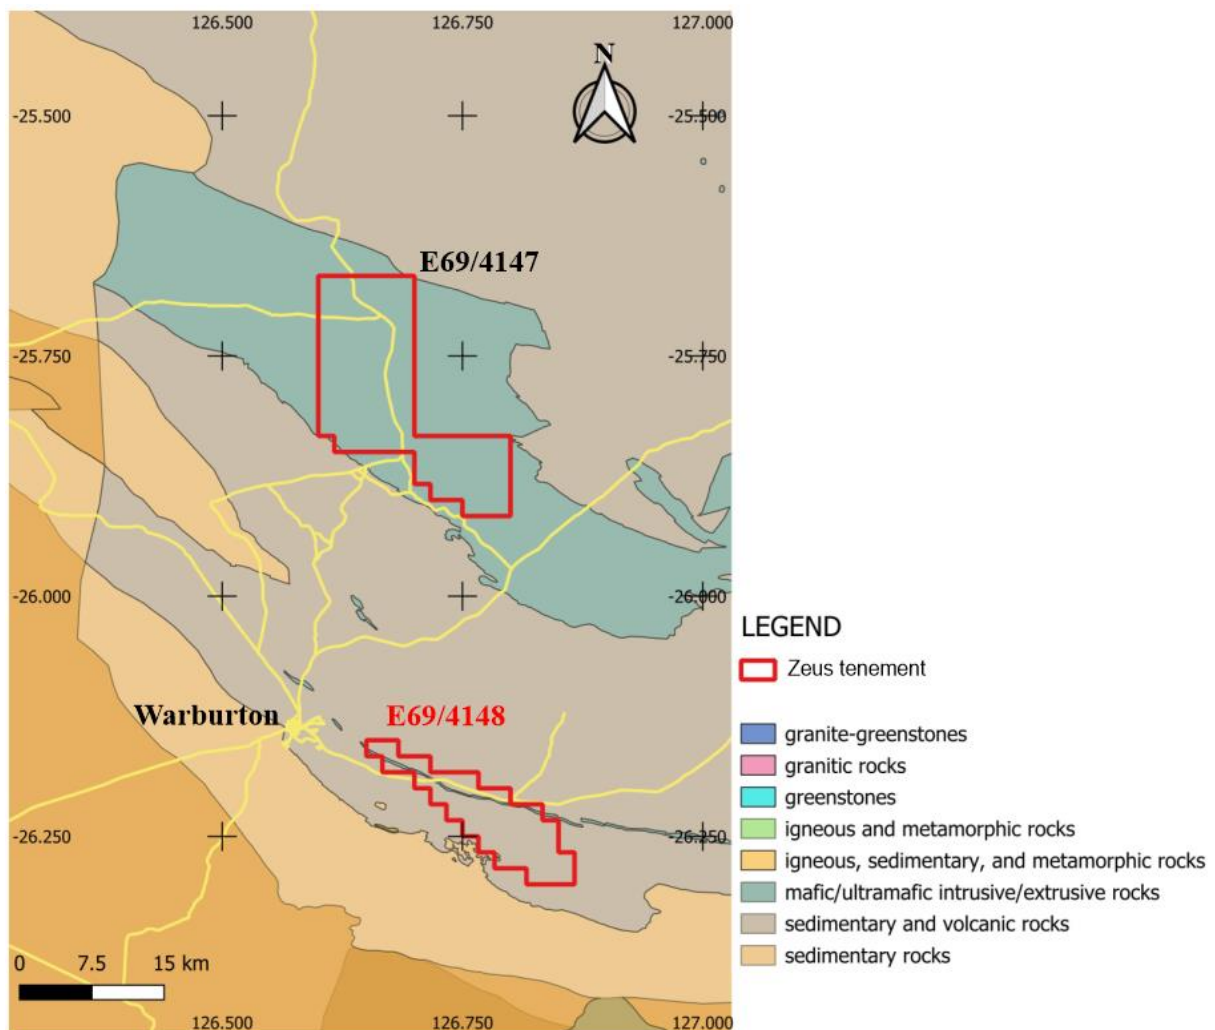 126.500 126.750 127.000
N
-25.500 -25.500
E69/4147
-25.750 -25.750
-26.000 -26.000
LEGEND
Zeus tenement
Warburton E69/4148
granite-greenstones
granitic rocks
greenstones
-26.250 -26.250
igneous and metamorphic rocks
igneous, sedimentary, and metamorphic rocks
mafic/ultramafic intrusive/extrusive rocks
sedimentary and volcanic rocks
sedimentary rocks
0 7.5 15 km
126.500 126.750 127.000